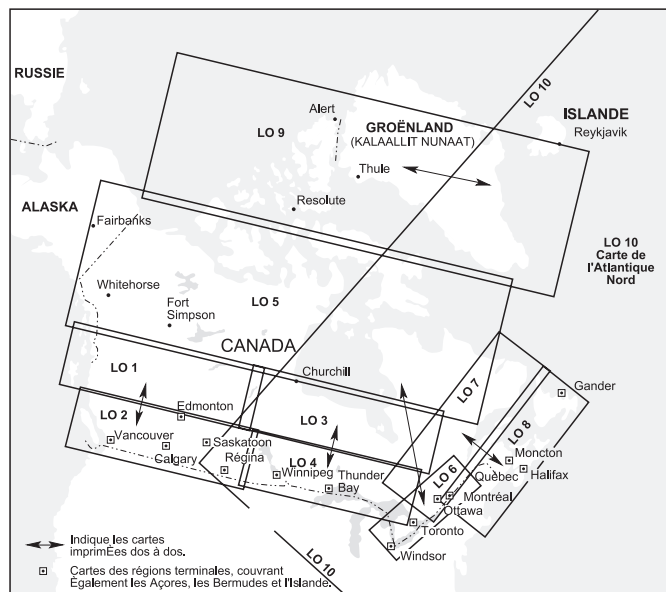 RUSSIE
LO 10
Alert
ISLANDE
LO 9
GROËNLAND
(KALAALLIT NUNAAT)
Reykjavik
Thule
Resolute
ALASKA
Fairbanks
LO 10
Carte de
l'Atlantique
Nord
Whitehorse
LO 5
Fort
Simpson
CANADA
LO 1
Churchill
LO 7
Gander
LO 2
Edmonton
LO 3
LO 8
Vancouver
Saskatoon
Moncton
Calgary
Régina
LO 4
Winnipeg
Thunder
Bay
LO 6
Quèbec
Halifax
Montréal
Ottawa
Toronto
Windsor
LO 10
Indique les cartes
imprimÈes dos à dos.
Cartes des régions terminales, couvrant
Également les Açores, les Bermudes et l'Islande.